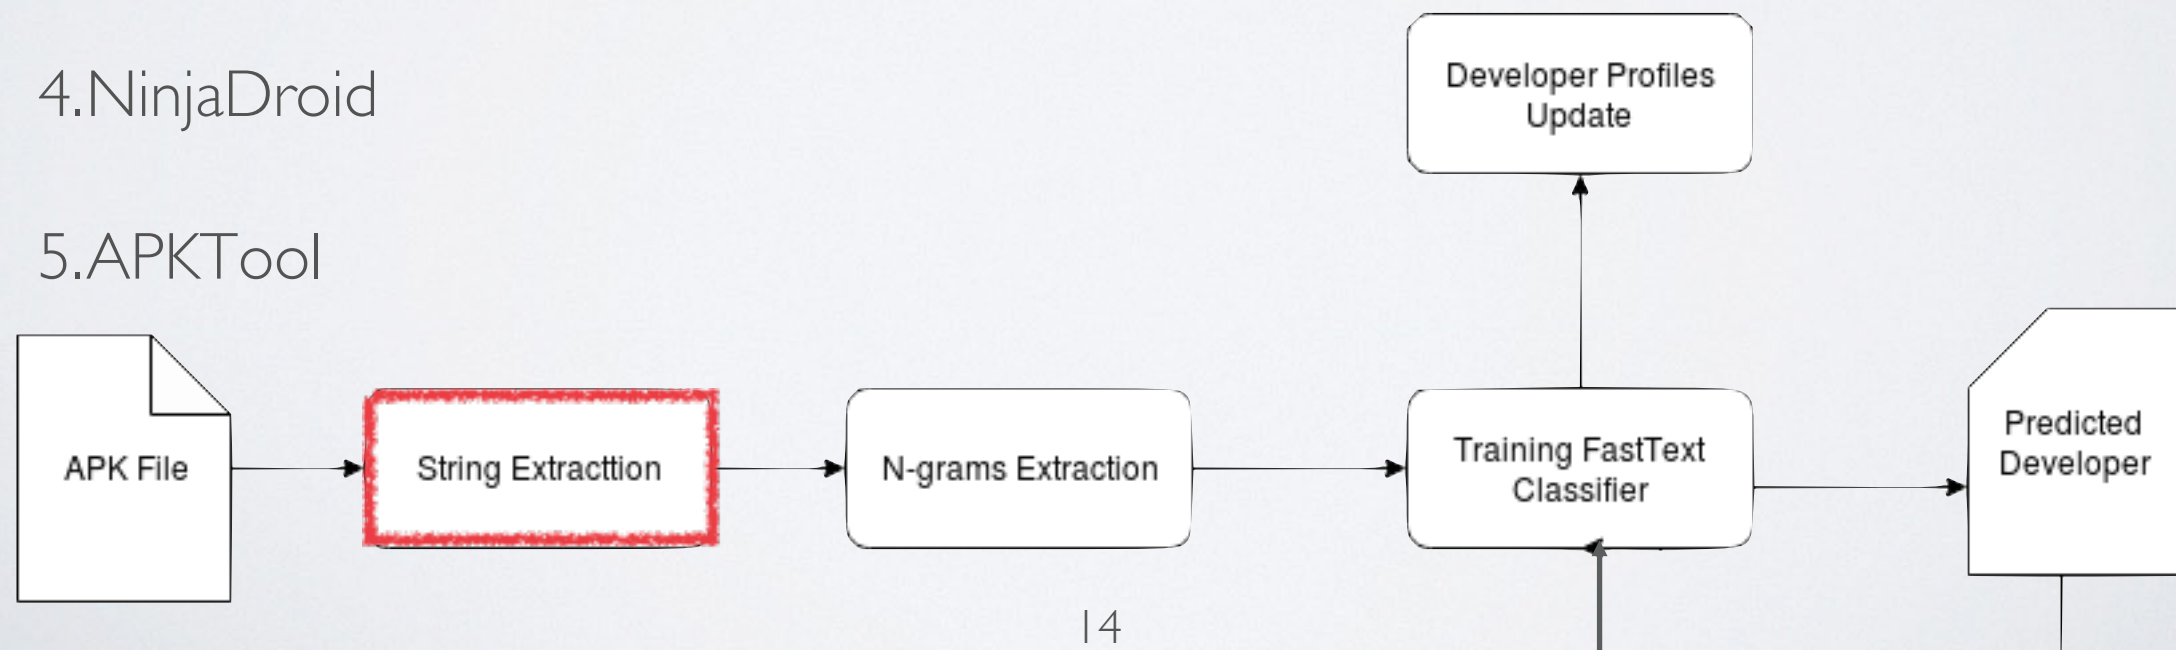 4.NinjaDroid
5.APKTool
Developer Profiles
Update
APK File
String Extracttion
N-grams Extraction
Training FastText
Classifier
Predicted
Developer
14